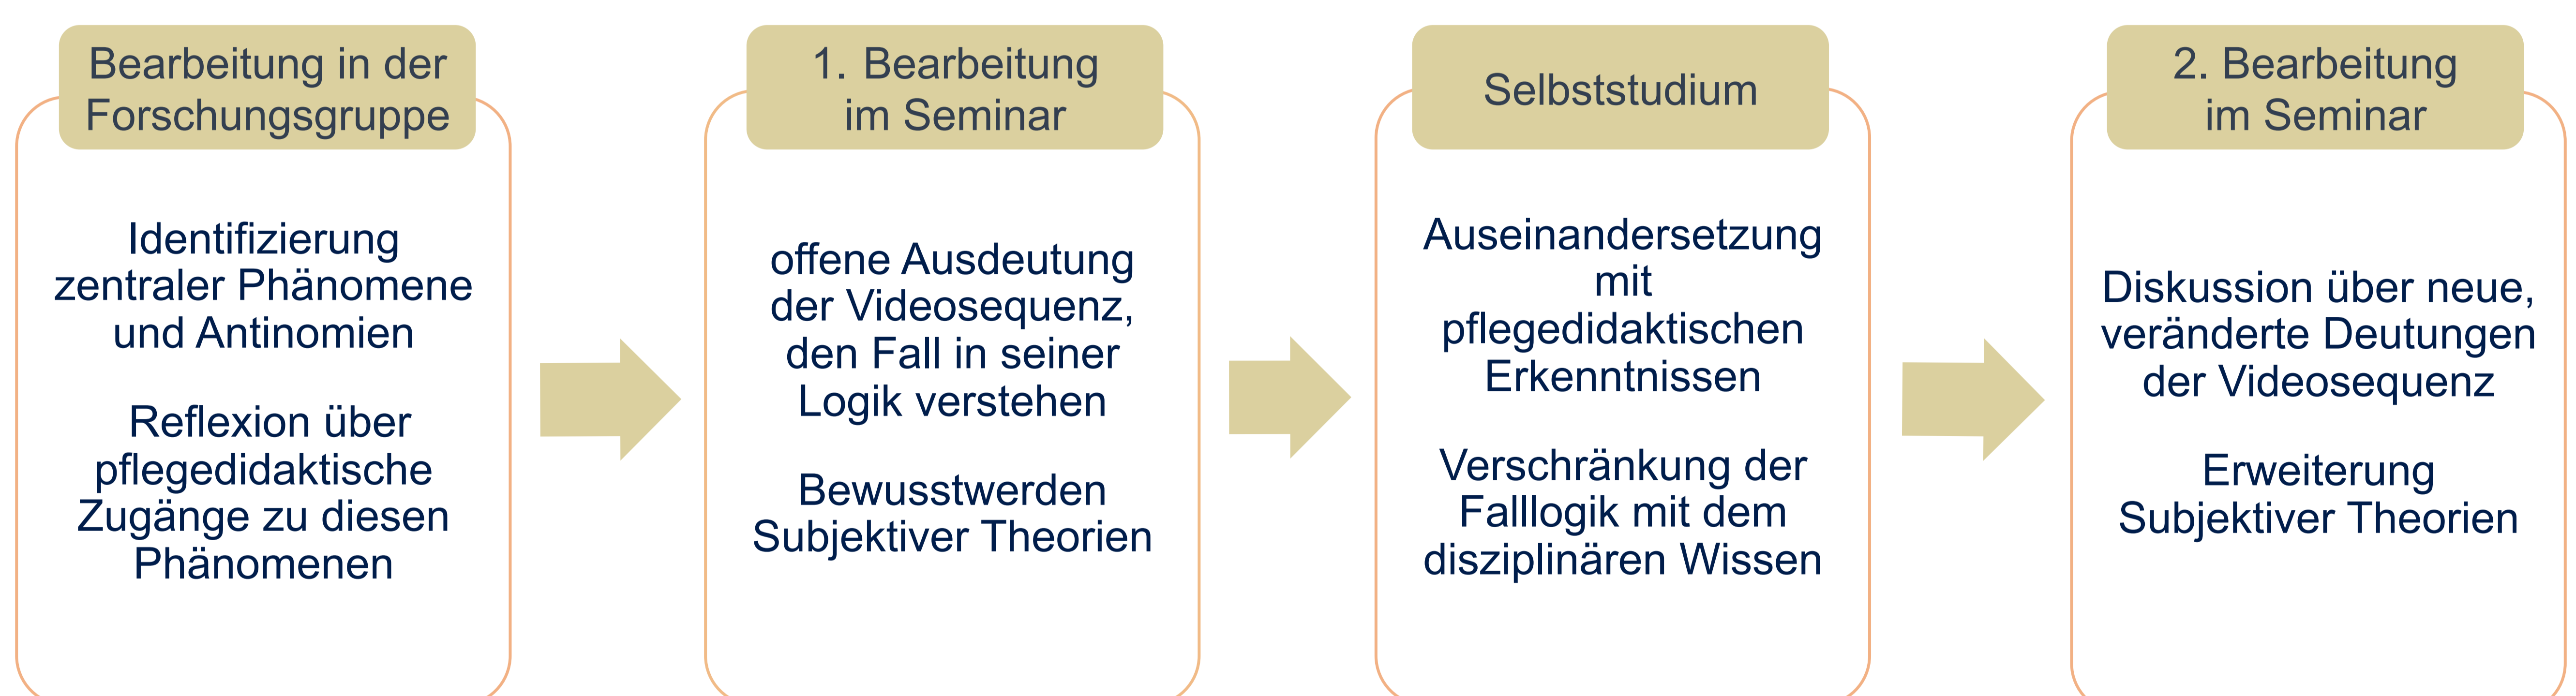 Bearbeitung in der
Forschungsgruppe
Identifizierung
zentraler Phänomene
und Antinomien
Reflexion über
pflegedidaktische
Zugänge zu diesen
Phänomenen
1. Bearbeitung
im Seminar
offene Ausdeutung
der Videosequenz,
den Fall in seiner
Logik verstehen
Bewusstwerden
Subjektiver Theorien
Selbststudium
Auseinandersetzung
mit
pflegedidaktischen
Erkenntnissen
Verschränkung der
Falllogik mit dem
disziplinären Wissen
2. Bearbeitung
im Seminar
Diskussion über neue,
veränderte Deutungen
der Videosequenz
Erweiterung
Subjektiver Theorien